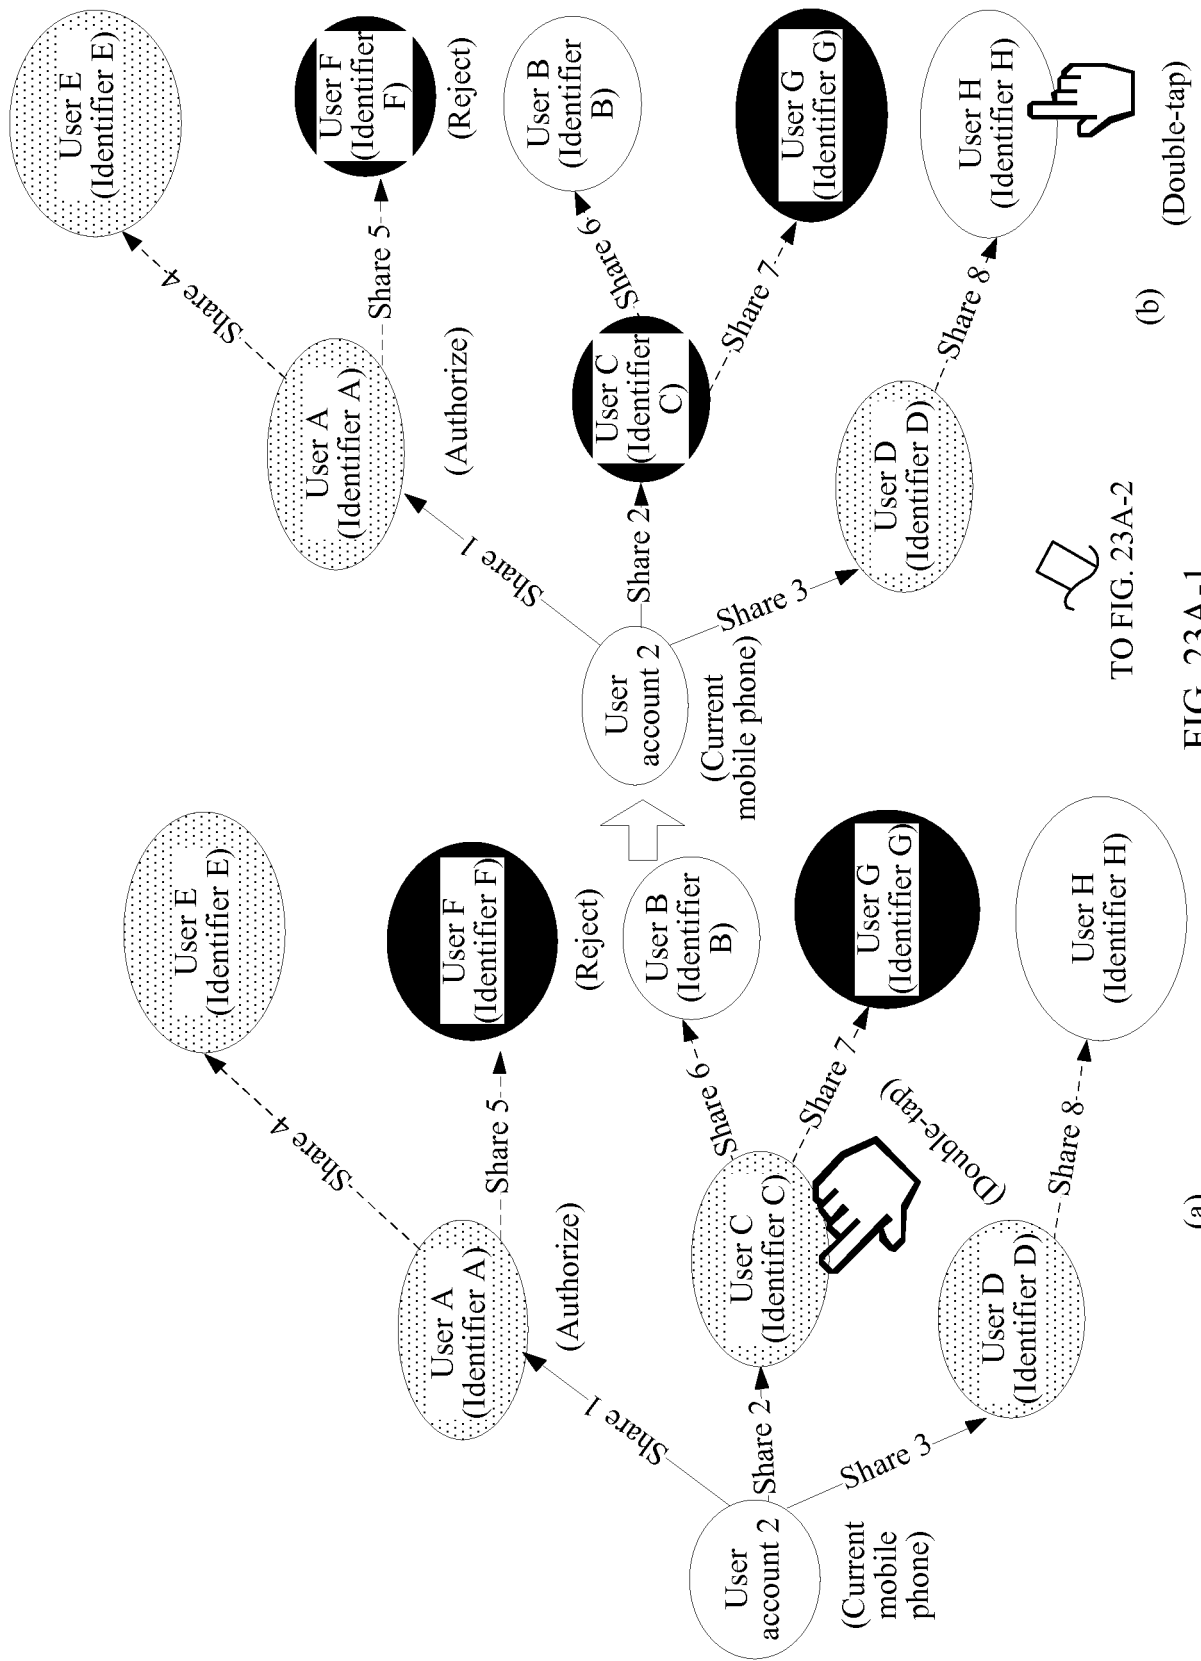 User E
(Identifier E)
Share 4
User A
(Identifier A)
(Authorize)
Share 5
User F
(Identifier F)
(Reject)
Share 1
User
account 2
(Current
mobile
phone)
Share 2
User C
(Identifier C)
Share 6
User B
(Identifier
B)
Share 7
User G
(Identifier G)
(Double-tap)
Share 3
User D
(Identifier D)
Share 8
User H
(Identifier H)
(a)
User E
(Identifier E)
Share 4
User A
(Identifier A)
(Authorize)
Share 5
User F
(Identifier
F)
(Reject)
Share 1
User
account 2
(Current
mobile phone)
Share 2
User C
(Identifier
C)
Share 6
User B
(Identifier
B)
Share 7
User G
(Identifier G)
Share 3
User D
(Identifier D)
Share 8
User H
(Identifier H)
(Double-tap)
(b)
TO FIG. 23A-2
FIG. 23A-1